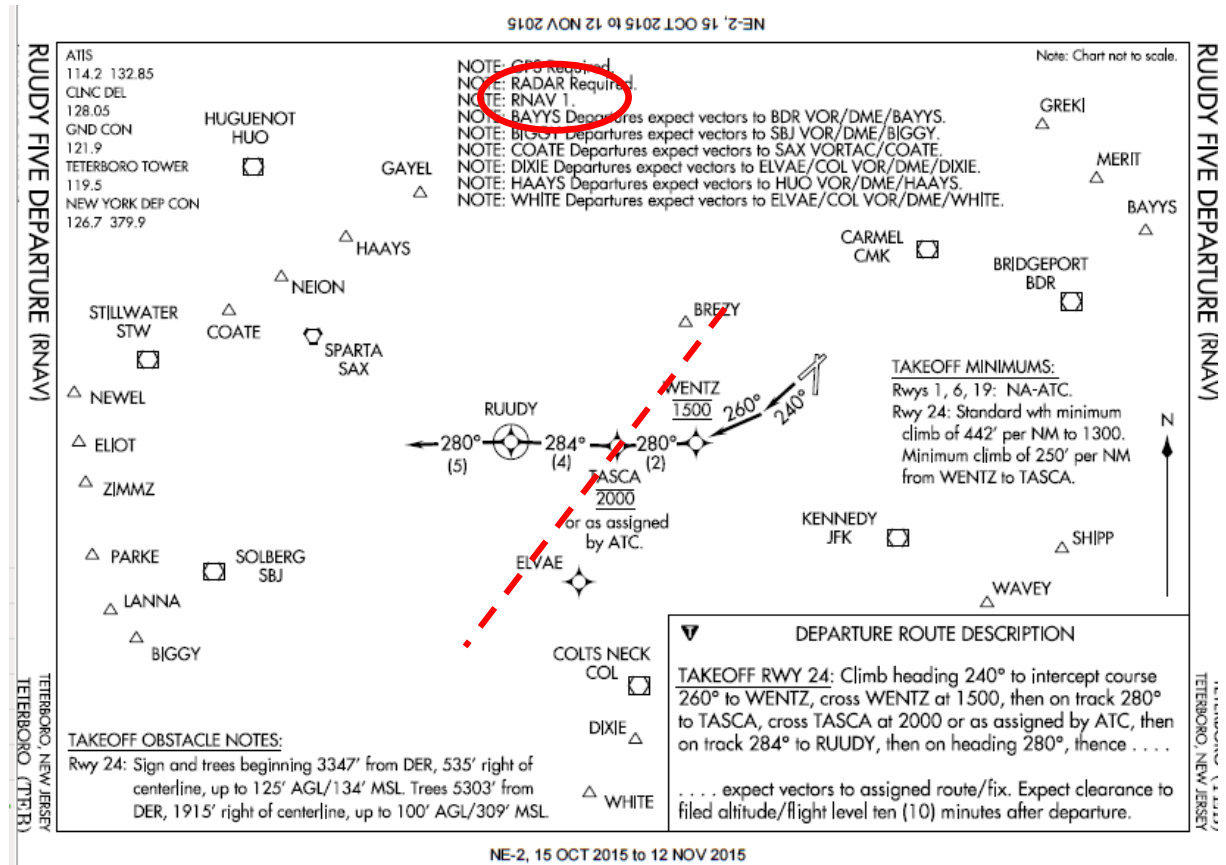 NE-2, 15 OCT 2015 to 12 NOV 2015
RUUDY FIVE DEPARTURE (RNAV)
ATIS
114.2 132.85
CLNC DEL
128.05
GND CON
121.9
TETERBORO TOWER
119.5
NEW YORK DEP CON
126.7 379.9
NOTE: GPS Required.
NOTE: RADAR Required.
NOTE: RNAV 1.
NOTE: BAYYS Departures expect vectors to BDR VOR/DME/BAYYS.
NOTE: BIGGY Departures expect vectors to SBJ VOR/DME/BIGGY.
NOTE: COATE Departures expect vectors to SAX VORTAC/COATE.
NOTE: DIXIE Departures expect vectors to ELVAE/COL VOR/DME/DIXIE.
NOTE: HAAYS Departures expect vectors to HUO VOR/DME/HAAYS.
NOTE: WHITE Departures expect vectors to ELVAE/COL VOR/DME/WHITE.
Note: Chart not to scale.
RUUDY FIVE DEPARTURE (RNAV)
HUGUENOT
HUO
GAYEL
HAAYS
NEION
COATE
STILLWATER
STW
SPARTA
SAX
NEWEL
ELIOT
ZIMMZ
PARKE
LANNA
BIGGY
SOLBERG
SBJ
GREKI
MERIT
BAYYS
CARMEL
CMK
BRIDGEPORT
BDR
BREZY
WENTZ
1500
260°
240°
RUUDY
280°
(5)
284°
(4)
280°
(2)
TASCA
2000
or as assigned
by ATC.
ELVAE
TAKEOFF MINIMUMS:
Rwys 1, 6, 19: NA-ATC.
Rwy 24: Standard wth minimum
climb of 442' per NM to 1300.
Minimum climb of 250' per NM
from WENTZ to TASCA.
N
KENNEDY
JFK
SHIPP
WAVEY
COLTS NECK
COL
DIXIE
WHITE
TAKEOFF OBSTACLE NOTES:
Rwy 24: Sign and trees beginning 3347' from DER, 535' right of
centerline, up to 125' AGL/134' MSL. Trees 5303' from
DER, 1915' right of centerline, up to 100' AGL/309' MSL.
T
DEPARTURE ROUTE DESCRIPTION
TAKEOFF RWY 24: Climb heading 240° to intercept course
260° to WENTZ, cross WENTZ at 1500, then on track 280°
to TASCA, cross TASCA at 2000 or as assigned by ATC, then
on track 284° to RUUDY, then on heading 280°, thence . . . .
. . . . expect vectors to assigned route/fix. Expect clearance to
filed altitude/flight level ten (10) minutes after departure.
TETERBORO, NEW JERSEY
TETERBORO (TEB)
TETERBORO, NEW JERSEY
TETERBORO (TEB)
NE-2, 15 OCT 2015 to 12 NOV 2015